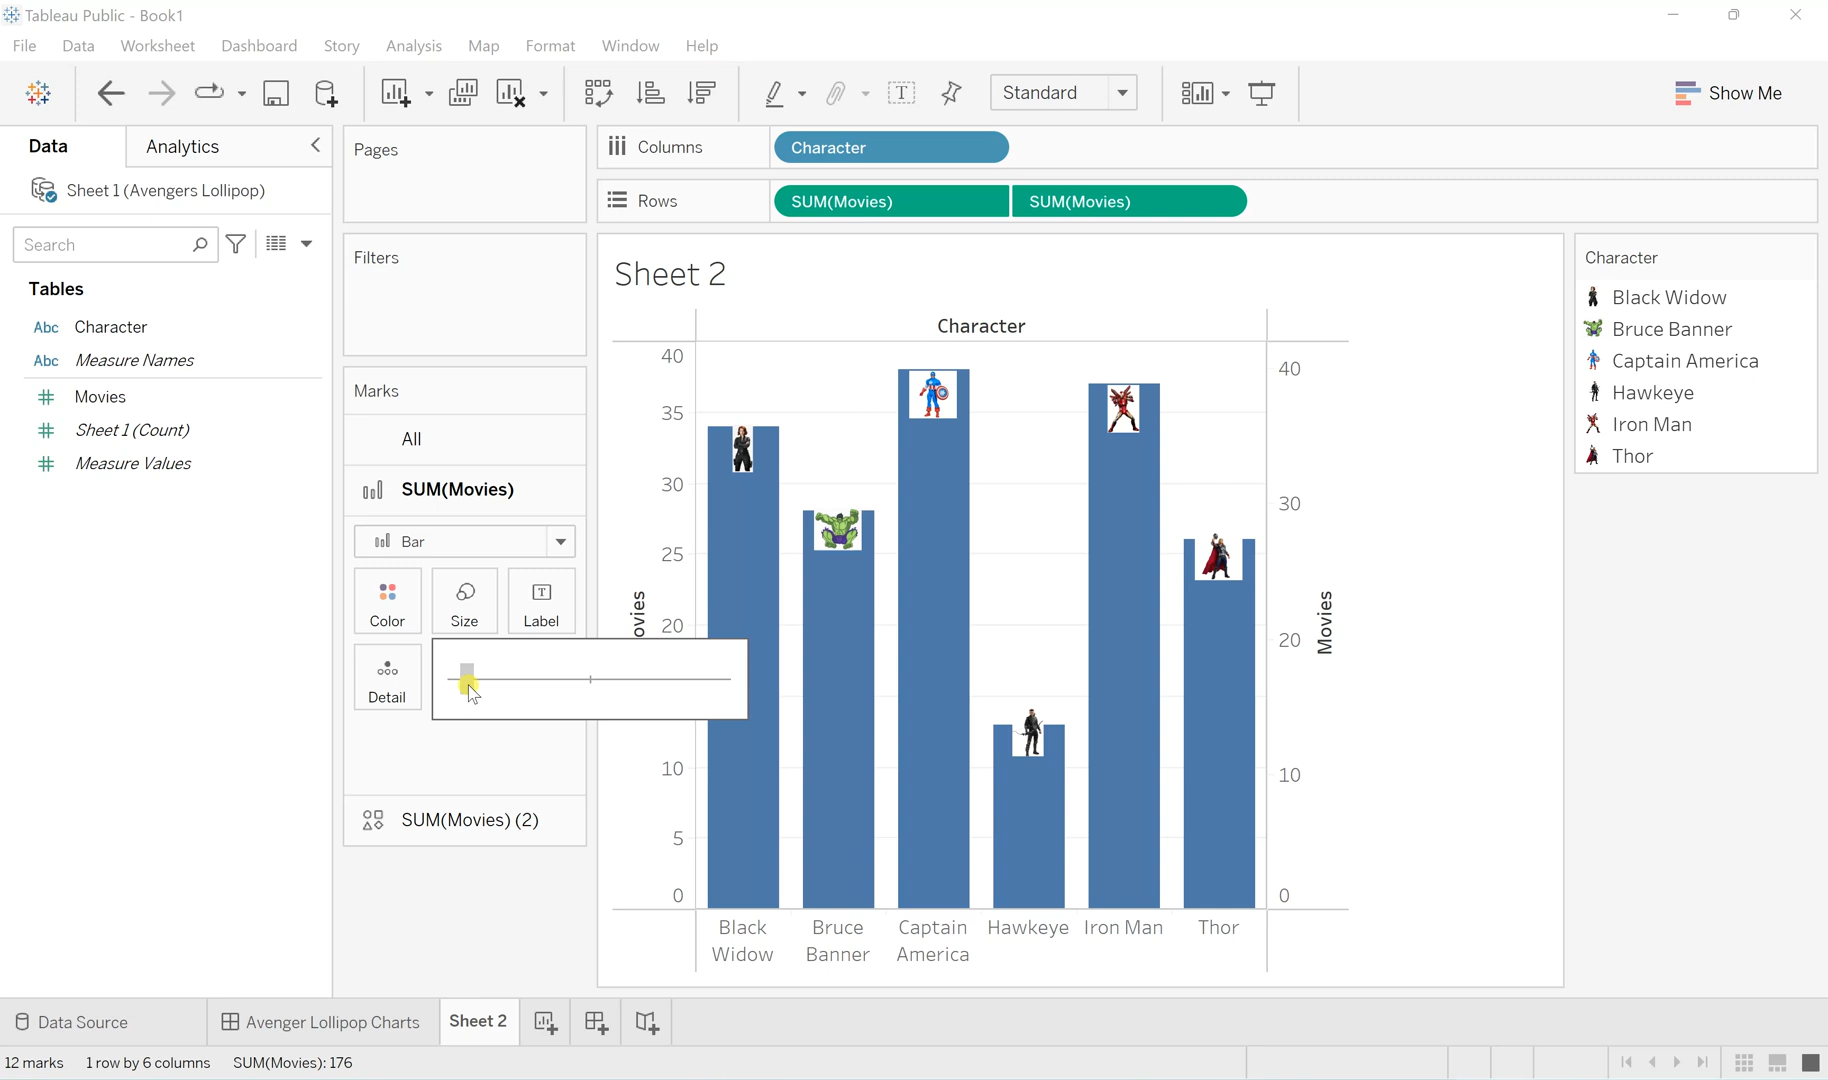 Tableau Public - Book1
File Data Worksheet Dashboard Story Analysis Map Format Window Help
Standard
Show Me
Data
Analytics
Sheet 1 (Avengers Lollipop)
Search
Tables
Abc Character
Abc Measure Names
Movies
Sheet 1 (Count)
Measure Values
Pages
Filters
Marks
All
SUM(Movies)
Bar
Color
Size
T
Label
Detail
SUM(Movies) (2)
Columns
Character
Rows
SUM(Movies) SUM(Movies)
Sheet 2
Character
40
35
30
25
20
10
5
0
ovies
40
30
20
10
0
Movies
Black Widow
Bruce Banner
Captain America
Hawkeye
Iron Man
Thor
Character
Black Widow
Bruce Banner
Captain America
Hawkeye
Iron Man
Thor
Data Source
Avenger Lollipop Charts
Sheet 2
12 marks 1 row by 6 columns SUM(Movies): 176